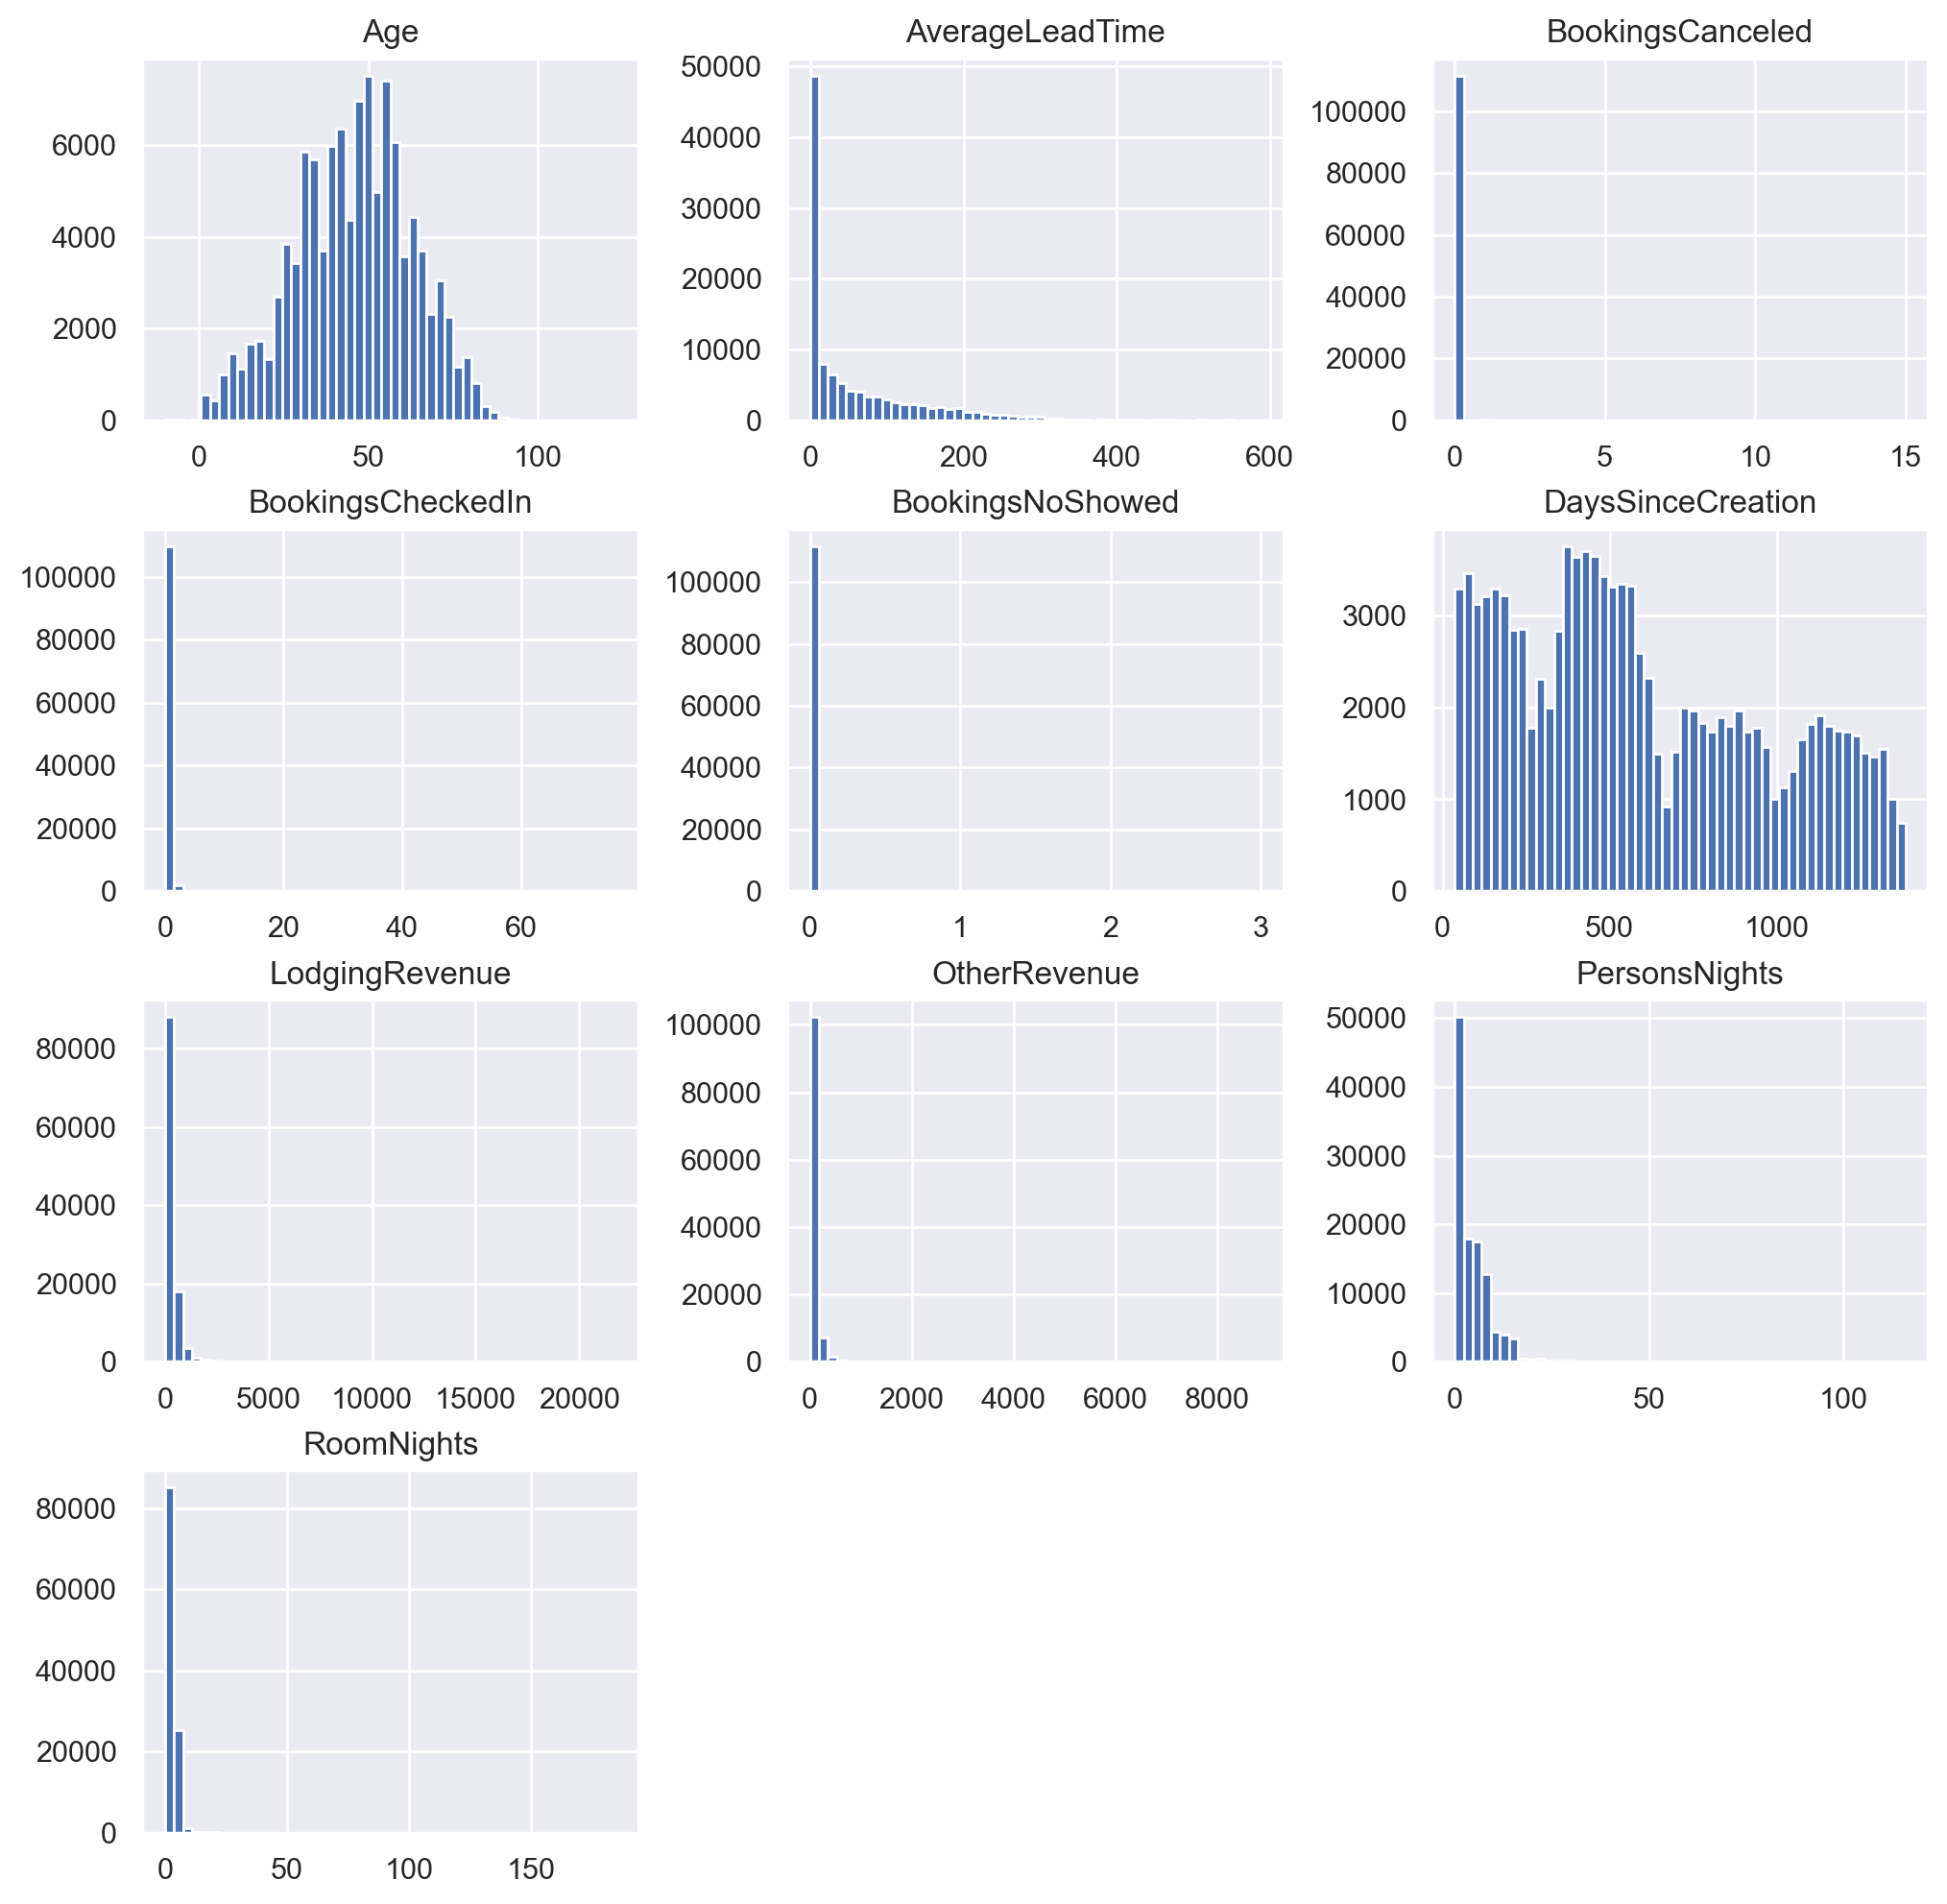 Age
6000
4000
2000
0
0 50 100
AverageLeadTime
50000
40000
30000
20000
10000
0
0 200 400 600
BookingsCanceled
100000
80000
60000
40000
20000
0
0 5 10 15
BookingsCheckedIn
100000
80000
60000
40000
20000
0
0 20 40 60
BookingsNoShowed
100000
80000
60000
40000
20000
0
0 1 2 3
DaysSinceCreation
3000
2000
1000
0
0 500 1000
LodgingRevenue
80000
60000
40000
20000
0
0 5000 10000 15000 20000
OtherRevenue
100000
80000
60000
40000
20000
0
0 2000 4000 6000 8000
PersonsNights
50000
40000
30000
20000
10000
0
0 50 100
RoomNights
80000
60000
40000
20000
0
0 50 100 150